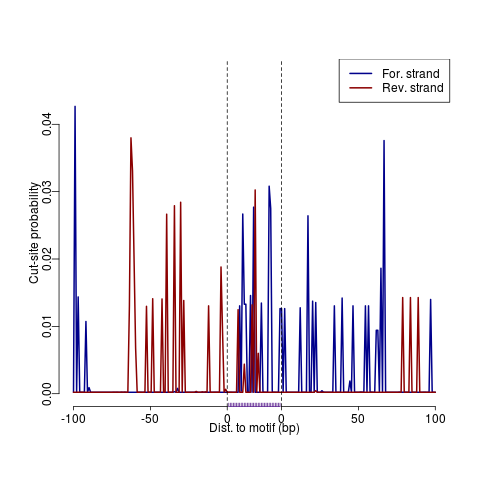 For. strand
Rev. strand
Cut-site probability
0.04
0.03
0.02
0.01
0.00
-100 -50 0 0 50 100
Dist. to motif (bp)